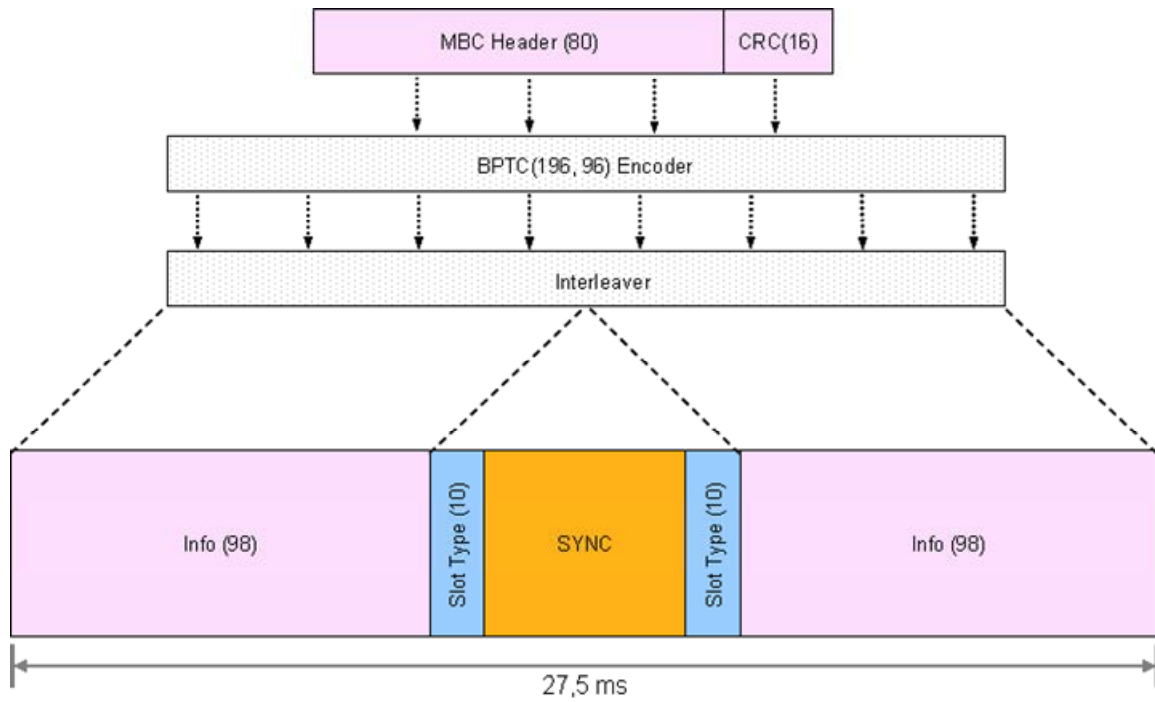 MBC Header (80)
CRC(16)
BPTC(196, 96) Encoder
Interleaver
Info (98)
Slot Type (10)
SYNC
Slot Type (10)
Info (98)
27,5 ms